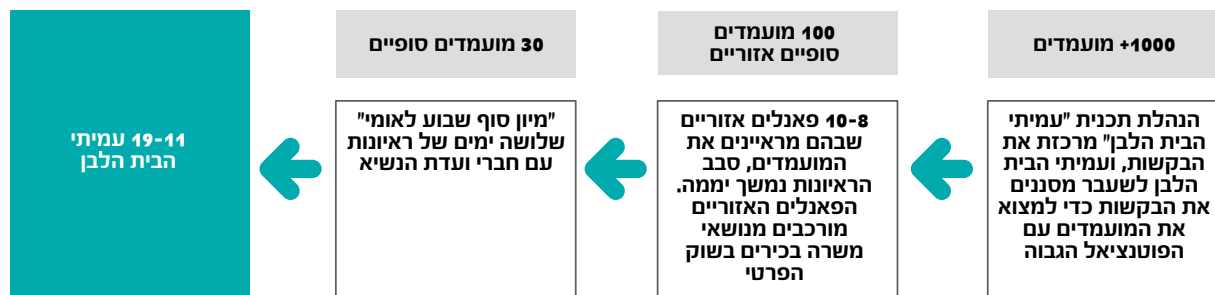 1000+ מועמדים
הנהלת תכנית "עמיתי
הבית הלבן" מרכזת את
הבקשות, ועמיתי הבית
הלבן לשעבר מסננים
את הבקשות כדי למצוא
את המועמדים עם
הפוטנציאל הגבוה
100 מועמדים
סופיים אזוריים
10-8 פאנלים אזוריים
שבהם מראיינים את
המועמדים, סבב
הראיונות נמשך יממה.
הפאנלים האזוריים
מורכבים מנושאי
משרה בכירים בשוק
הפרטי
30 מועמדים סופיים
"מיון סוף שבוע לאומי"
שלושה ימים של ראיונות
עם חברי ועדת הנשיא
19-11 עמיתי
הבית הלבן